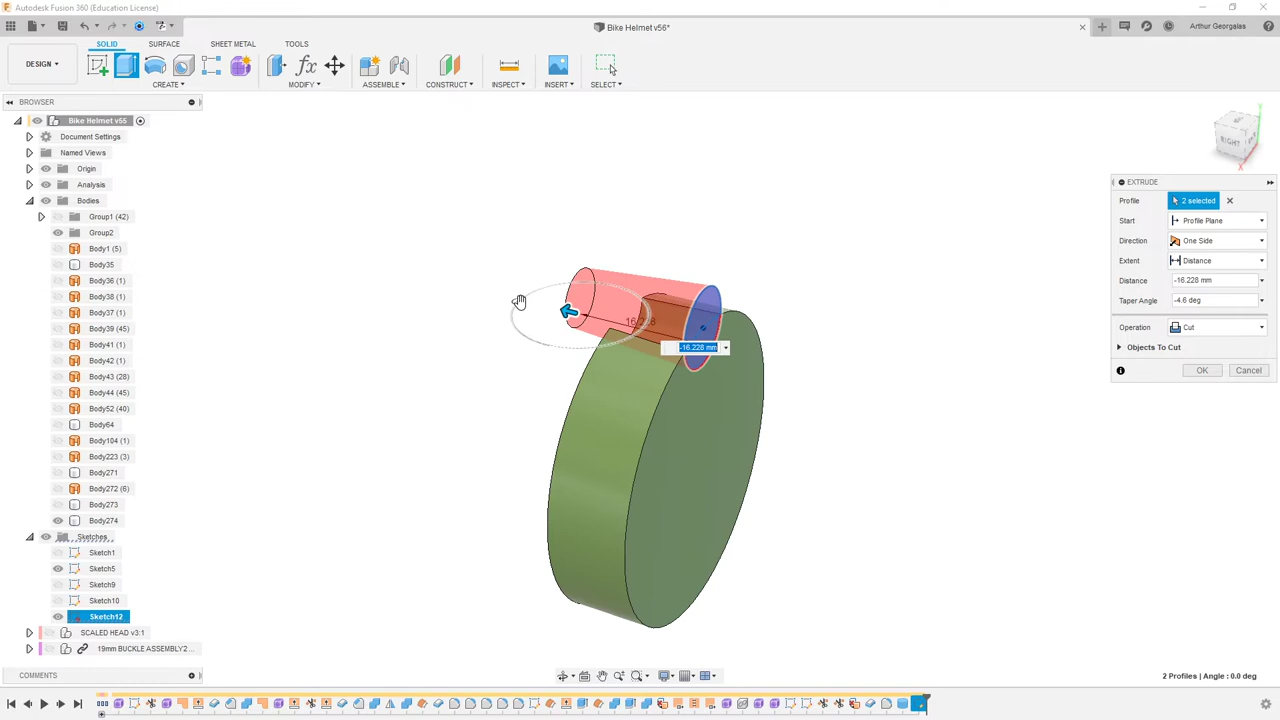 Autodesk Fusion 360 (Education License)
Bike Helmet v56*
Arthur Georgalas
DESIGN
SOLID SURFACE SHEET METAL TOOLS
CREATE MODIFY ASSEMBLE CONSTRUCT INSPECT INSERT SELECT
BROWSER
Bike Helmet v55
Document Settings
Named Views
Origin
Analysis
Bodies
Group1 (42)
Group2
Body1 (5)
Body35
Body36 (1)
Body38 (1)
Body37 (1)
Body39 (45)
Body41 (1)
Body42 (1)
Body43 (28)
Body44 (45)
Body52 (40)
Body64
Body104 (1)
Body223 (3)
Body271
Body272 (6)
Body273
Body274
Sketches
Sketch1
Sketch5
Sketch9
Sketch10
Sketch12
SCALED HEAD v3:1
19mm BUCKLE ASSEMBLY2...
COMMENTS
-16.228 mm
RIGHT
EXTRUDE
Profile 2 selected
Start Profile Plane
Direction One Side
Extent Distance
Distance -16.228 mm
Taper Angle -4.6 deg
Operation Cut
Objects To Cut
OK Cancel
2 Profiles | Angle : 0.0 deg